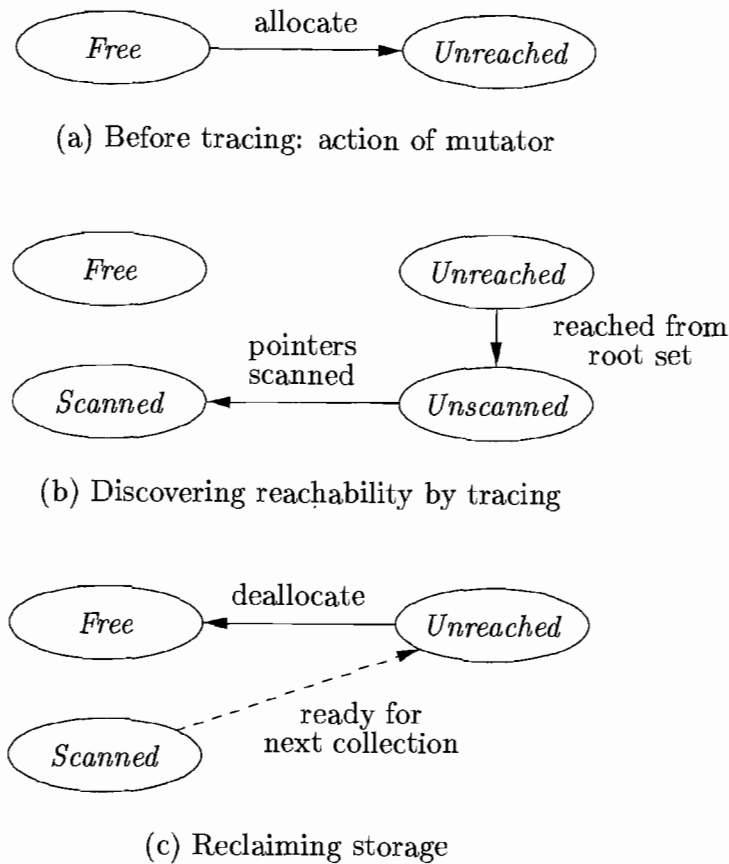 allocate
Free
Unreached
(a) Before tracing: action of mutator
Free
Unreached
reached from
root set
pointers
scanned
Scanned
Unscanned
(b) Discovering reachability by tracing
deallocate
Free
Unreached
ready for
next collection
Scanned
(c) Reclaiming storage